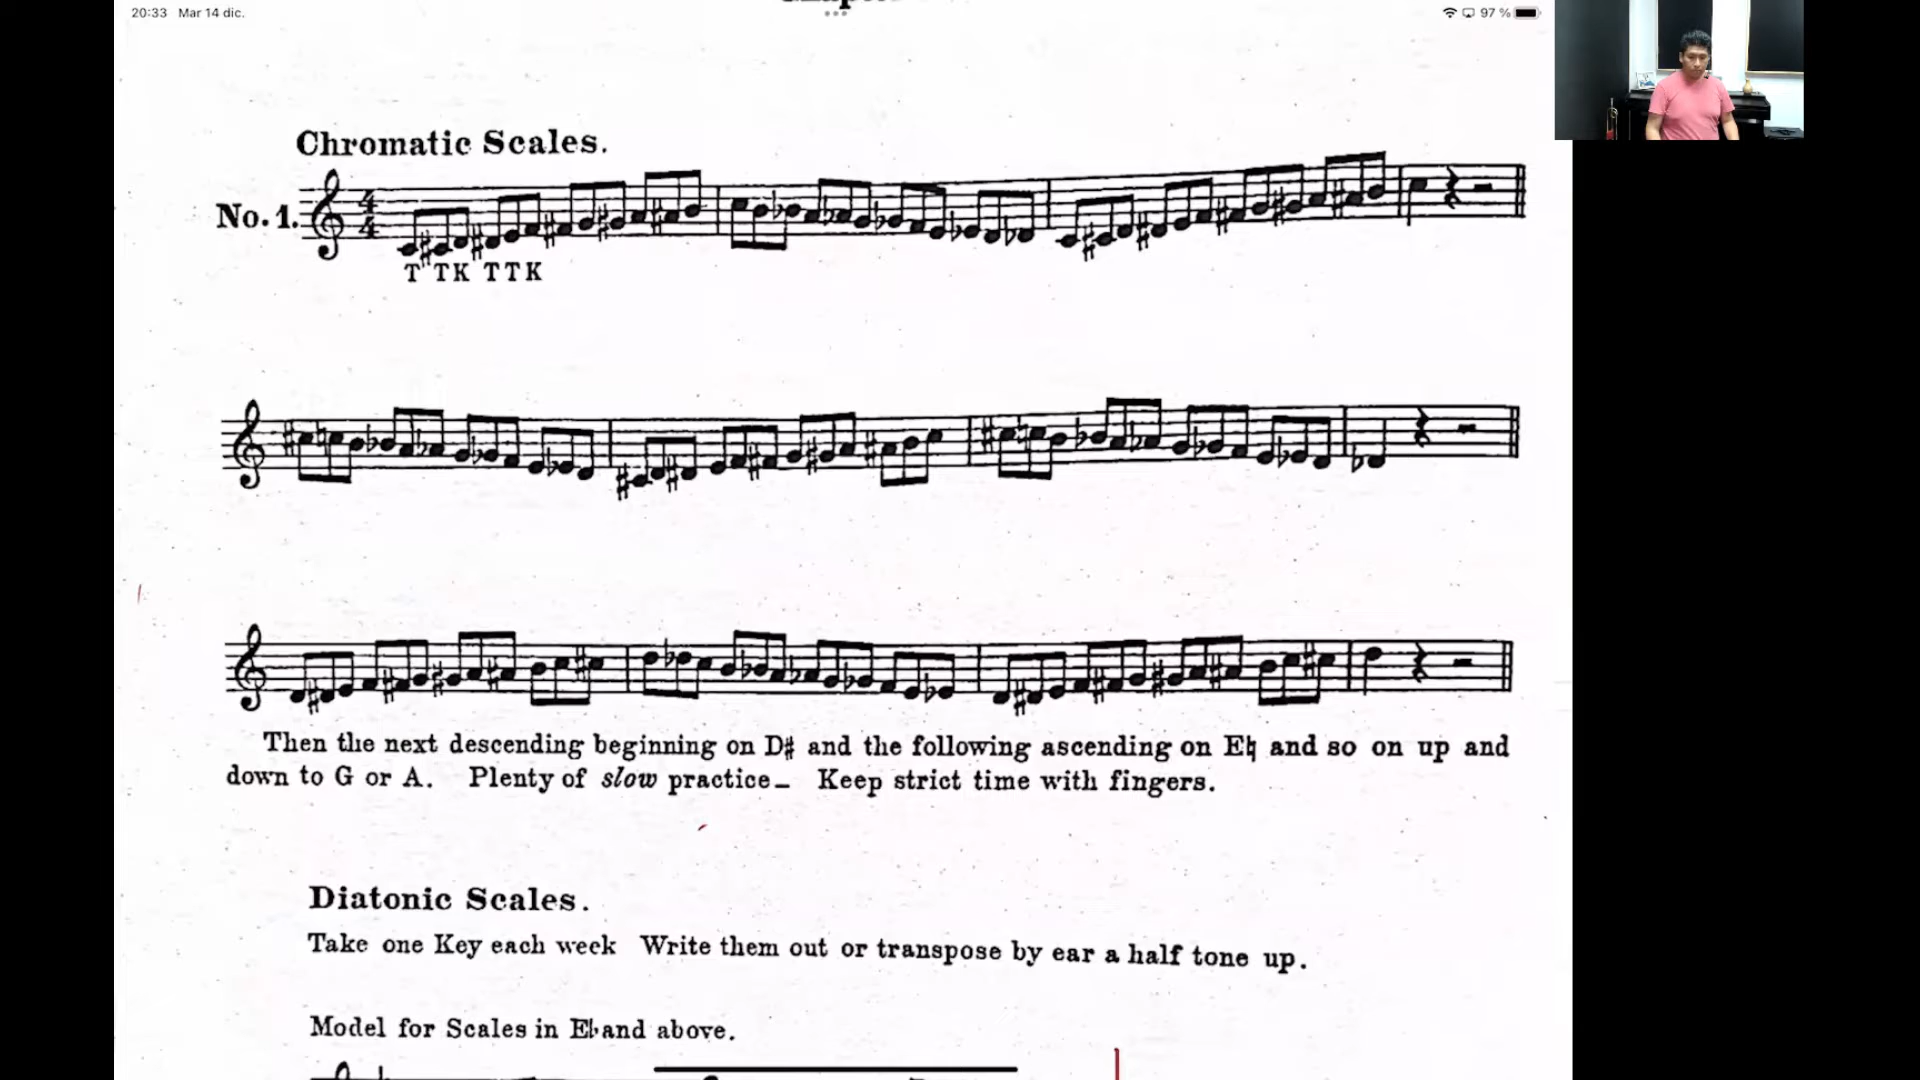 20:33 Mar 14 dic.
97 %
Chromatic Scales.
No. 1.
T TK TTK
Then the next descending beginning on D♯ and the following ascending on E♮ and so on up and
down to G or A. Plenty of slow practice– Keep strict time with fingers.
Diatonic Scales.
Take one Key each week Write them out or transpose by ear a half tone up.
Model for Scales in E♭ and above.